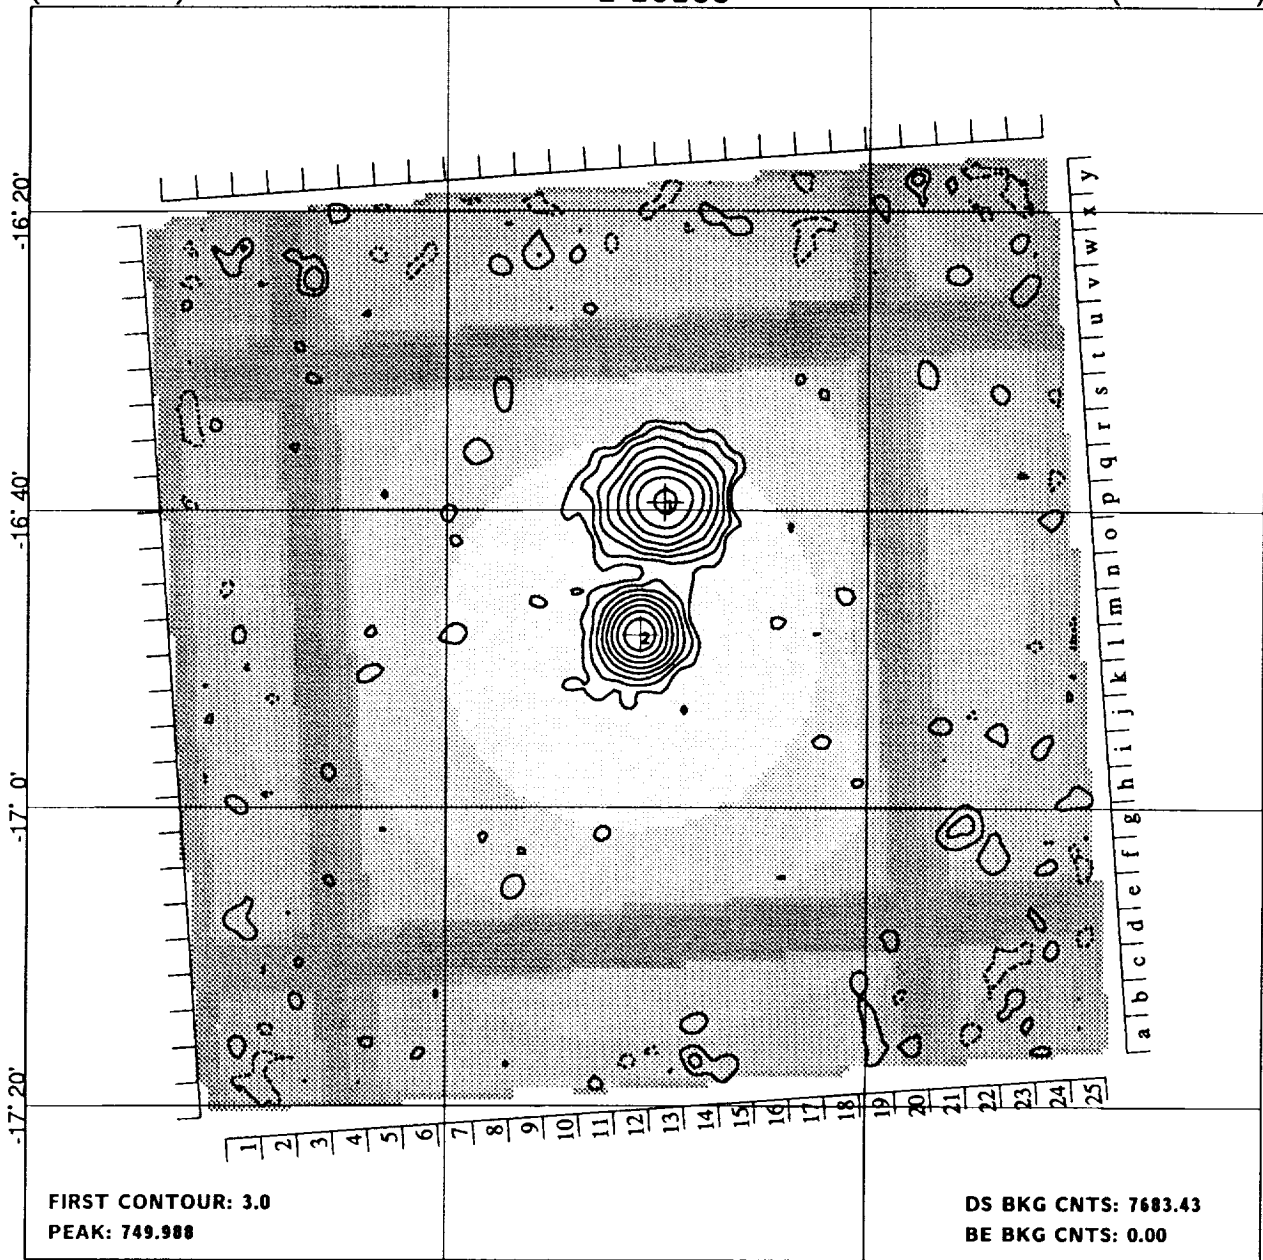 -16° 20'
-16° 40'
-17° 0'
-17° 20'
a b c d e f g h i j k l m n o p q r s t u v w x y
2
1 2 3 4 5 6 7 8 9 10 11 12 13 14 15 16 17 18 19 20 21 22 23 24 25
FIRST CONTOUR: 3.0
PEAK: 749.988
DS BKG CNTS: 7683.43
BE BKG CNTS: 0.00